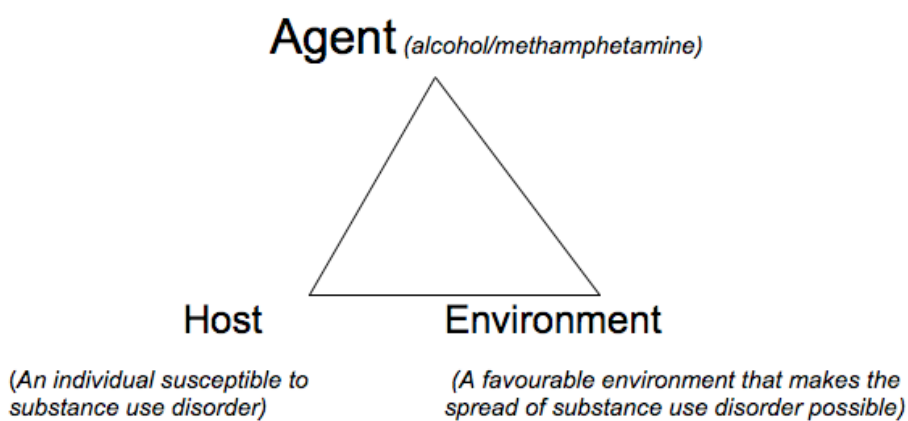 Agent (alcohol/methamphetamine)
Host
Environment
(An individual susceptible to
substance use disorder)
(A favourable environment that makes the
spread of substance use disorder possible)